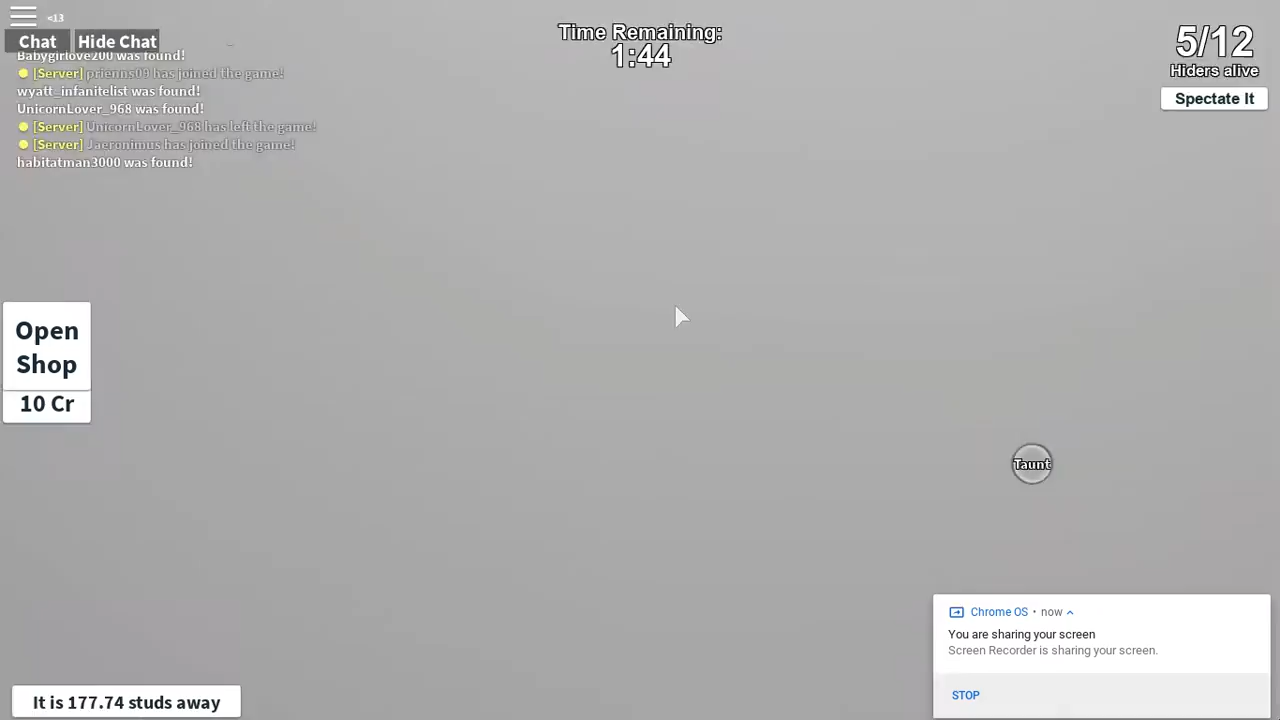 <13
Chat Hide Chat
Babygirlove200 was found!
[Server] prienns09 has joined the game!
wyatt_infanitelist was found!
UnicornLover_968 was found!
[Server] UnicornLover_968 has left the game!
[Server] Jaeronimus has joined the game!
habitatman3000 was found!
Time Remaining:
1:44
5/12
Hiders alive
Spectate It
Open
Shop
10 Cr
Taunt
Chrome OS • now
You are sharing your screen
Screen Recorder is sharing your screen.
STOP
It is 177.74 studs away